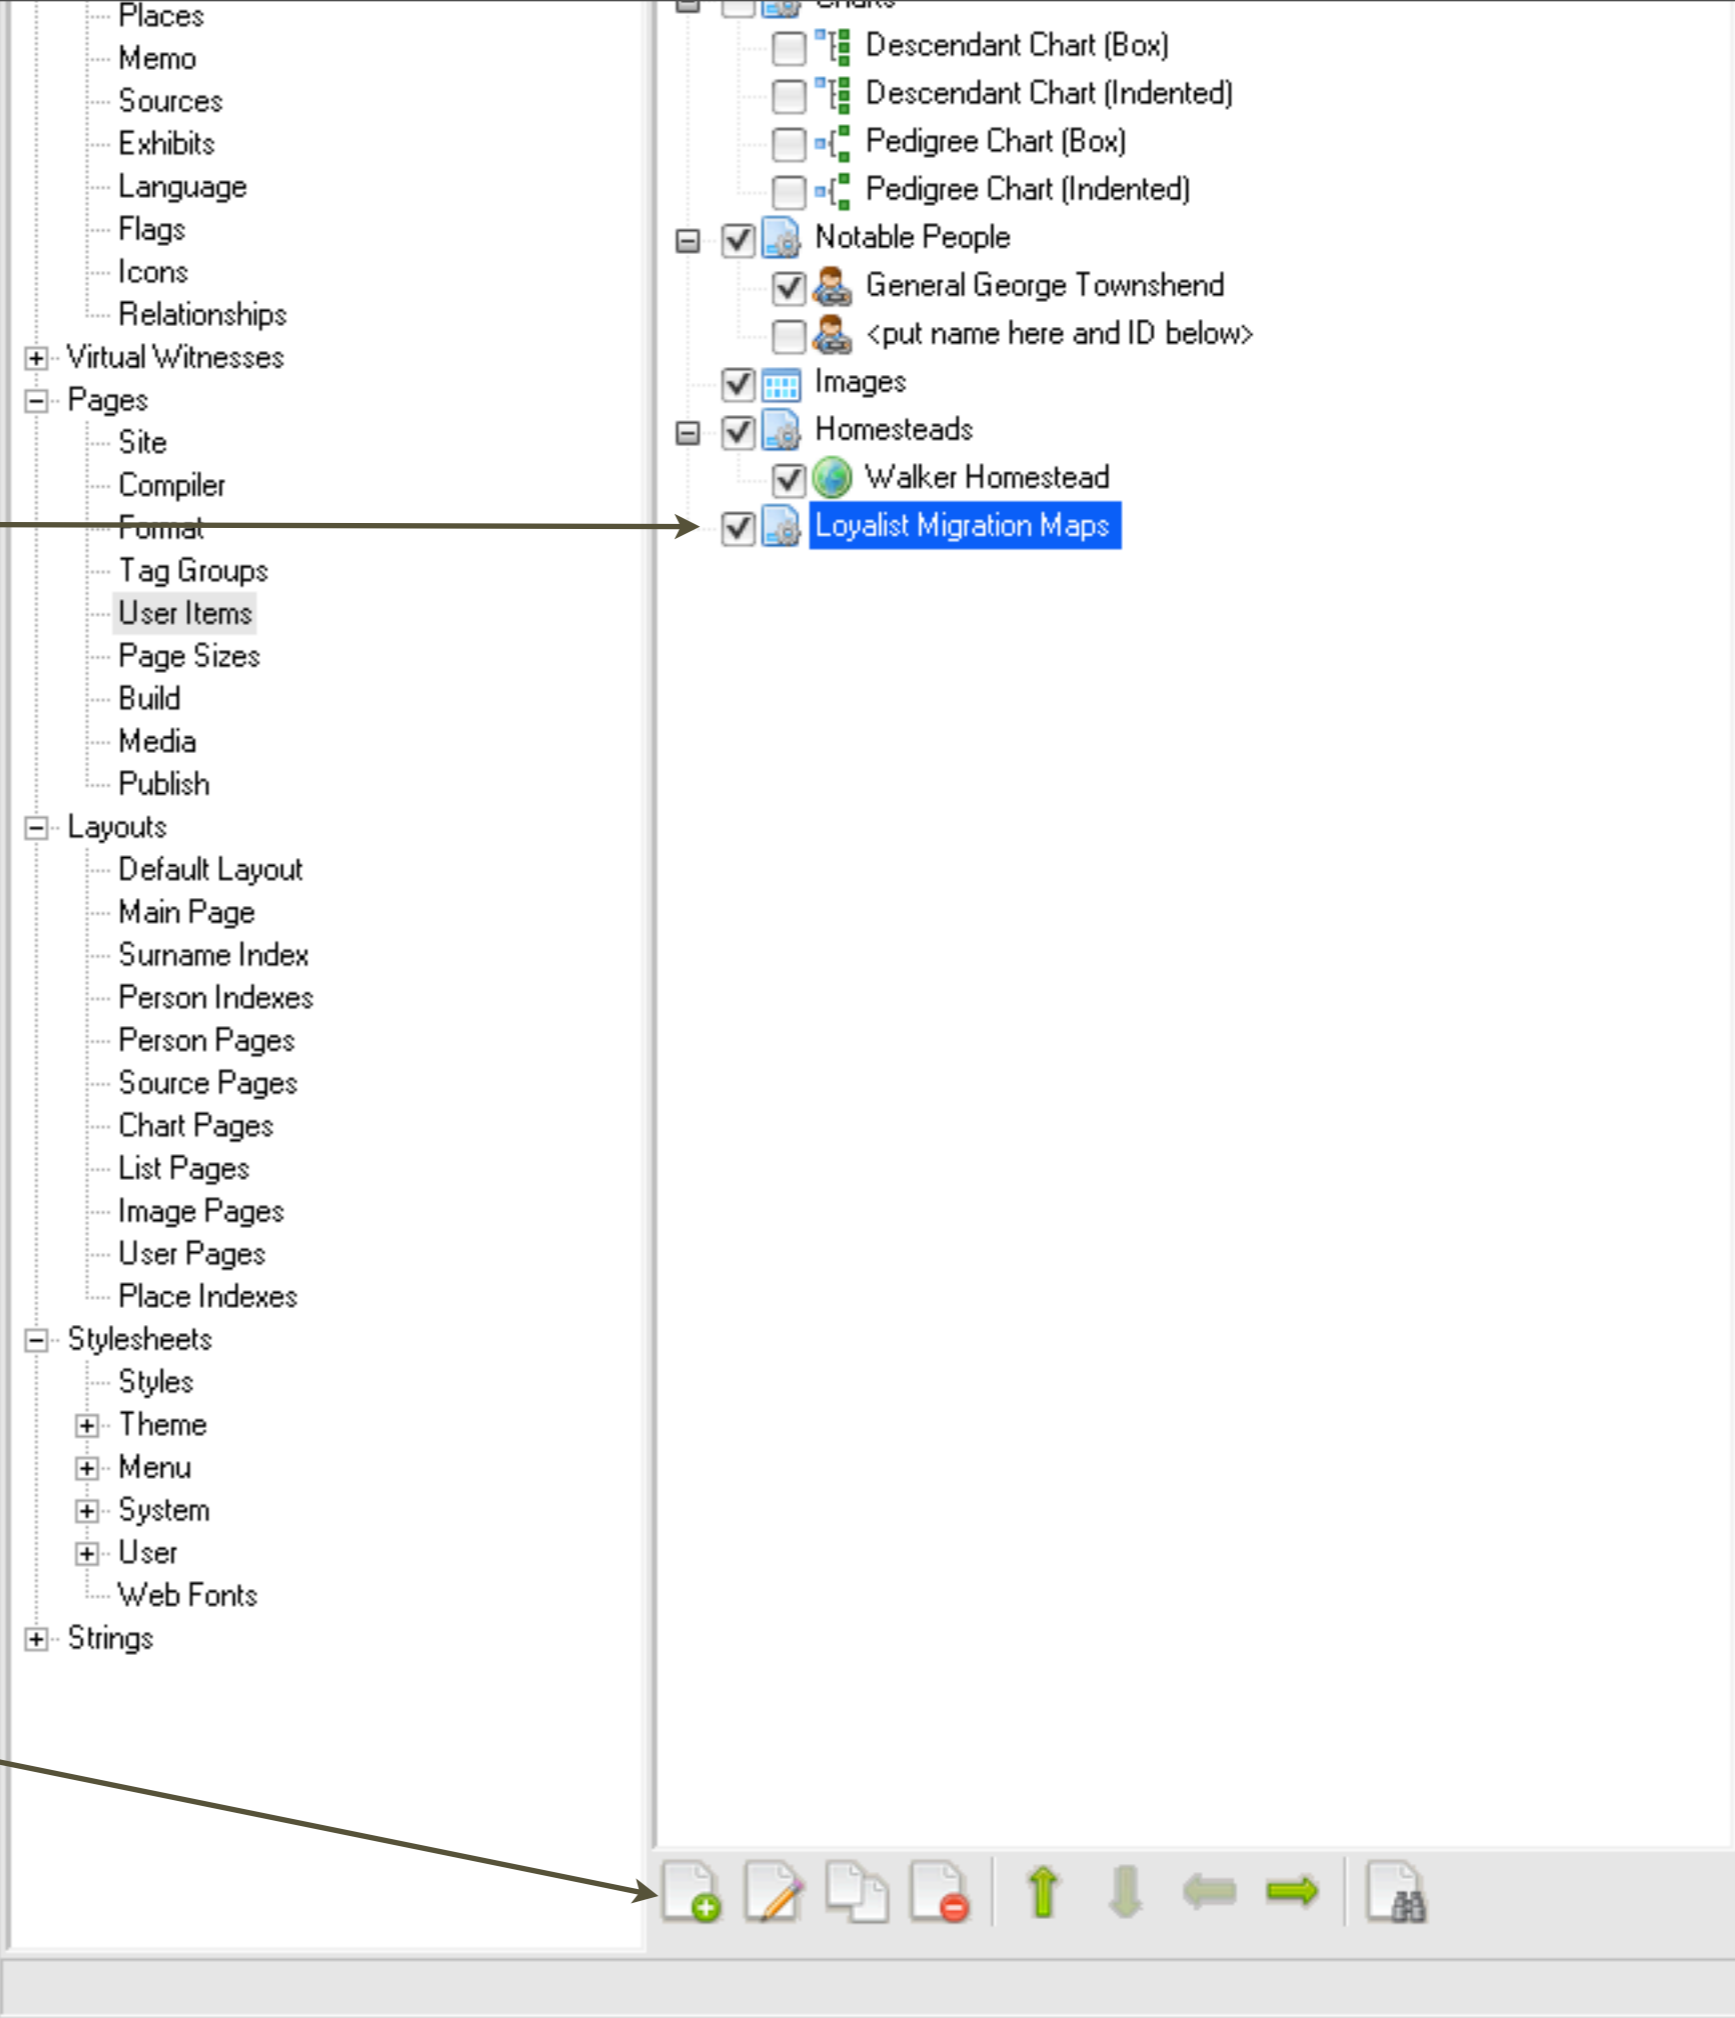 Places
Memo
Sources
Exhibits
Language
Flags
Icons
Relationships
Virtual Witnesses
Pages
Site
Compiler
Format
Tag Groups
User Items
Page Sizes
Build
Media
Publish
Layouts
Default Layout
Main Page
Surname Index
Person Indexes
Person Pages
Source Pages
Chart Pages
List Pages
Image Pages
User Pages
Place Indexes
Stylesheets
Styles
Theme
Menu
System
User
Web Fonts
Strings
Charts
Descendant Chart (Box)
Descendant Chart (Indented)
Pedigree Chart (Box)
Pedigree Chart (Indented)
Notable People
General George Townshend
<put name here and ID below>
Images
Homesteads
Walker Homestead
Loyalist Migration Maps